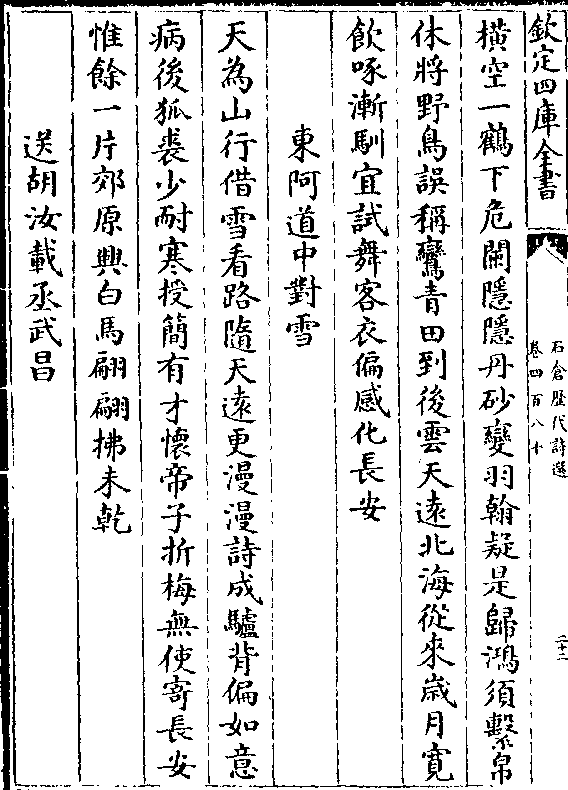 欽定四庫全書
石倉歴代詩選
卷四百八十
二十二
橫空一鶴下危闌隱隱丹砂變羽翰疑是歸鴻須繫帛
休將野鳥誤稱鸞青田到後雲天遠北海從來歳月寛
飲啄漸馴宜試舞客衣偏感化長安
東阿道中對雪
天為山行借雪看路隨天遠更漫漫詩成驢背偏如意
病後狐裘少耐寒授簡有才懷帝子折梅無使寄長安
惟餘一片郊原興白馬翩翩拂未乾
送胡汝載丞武昌